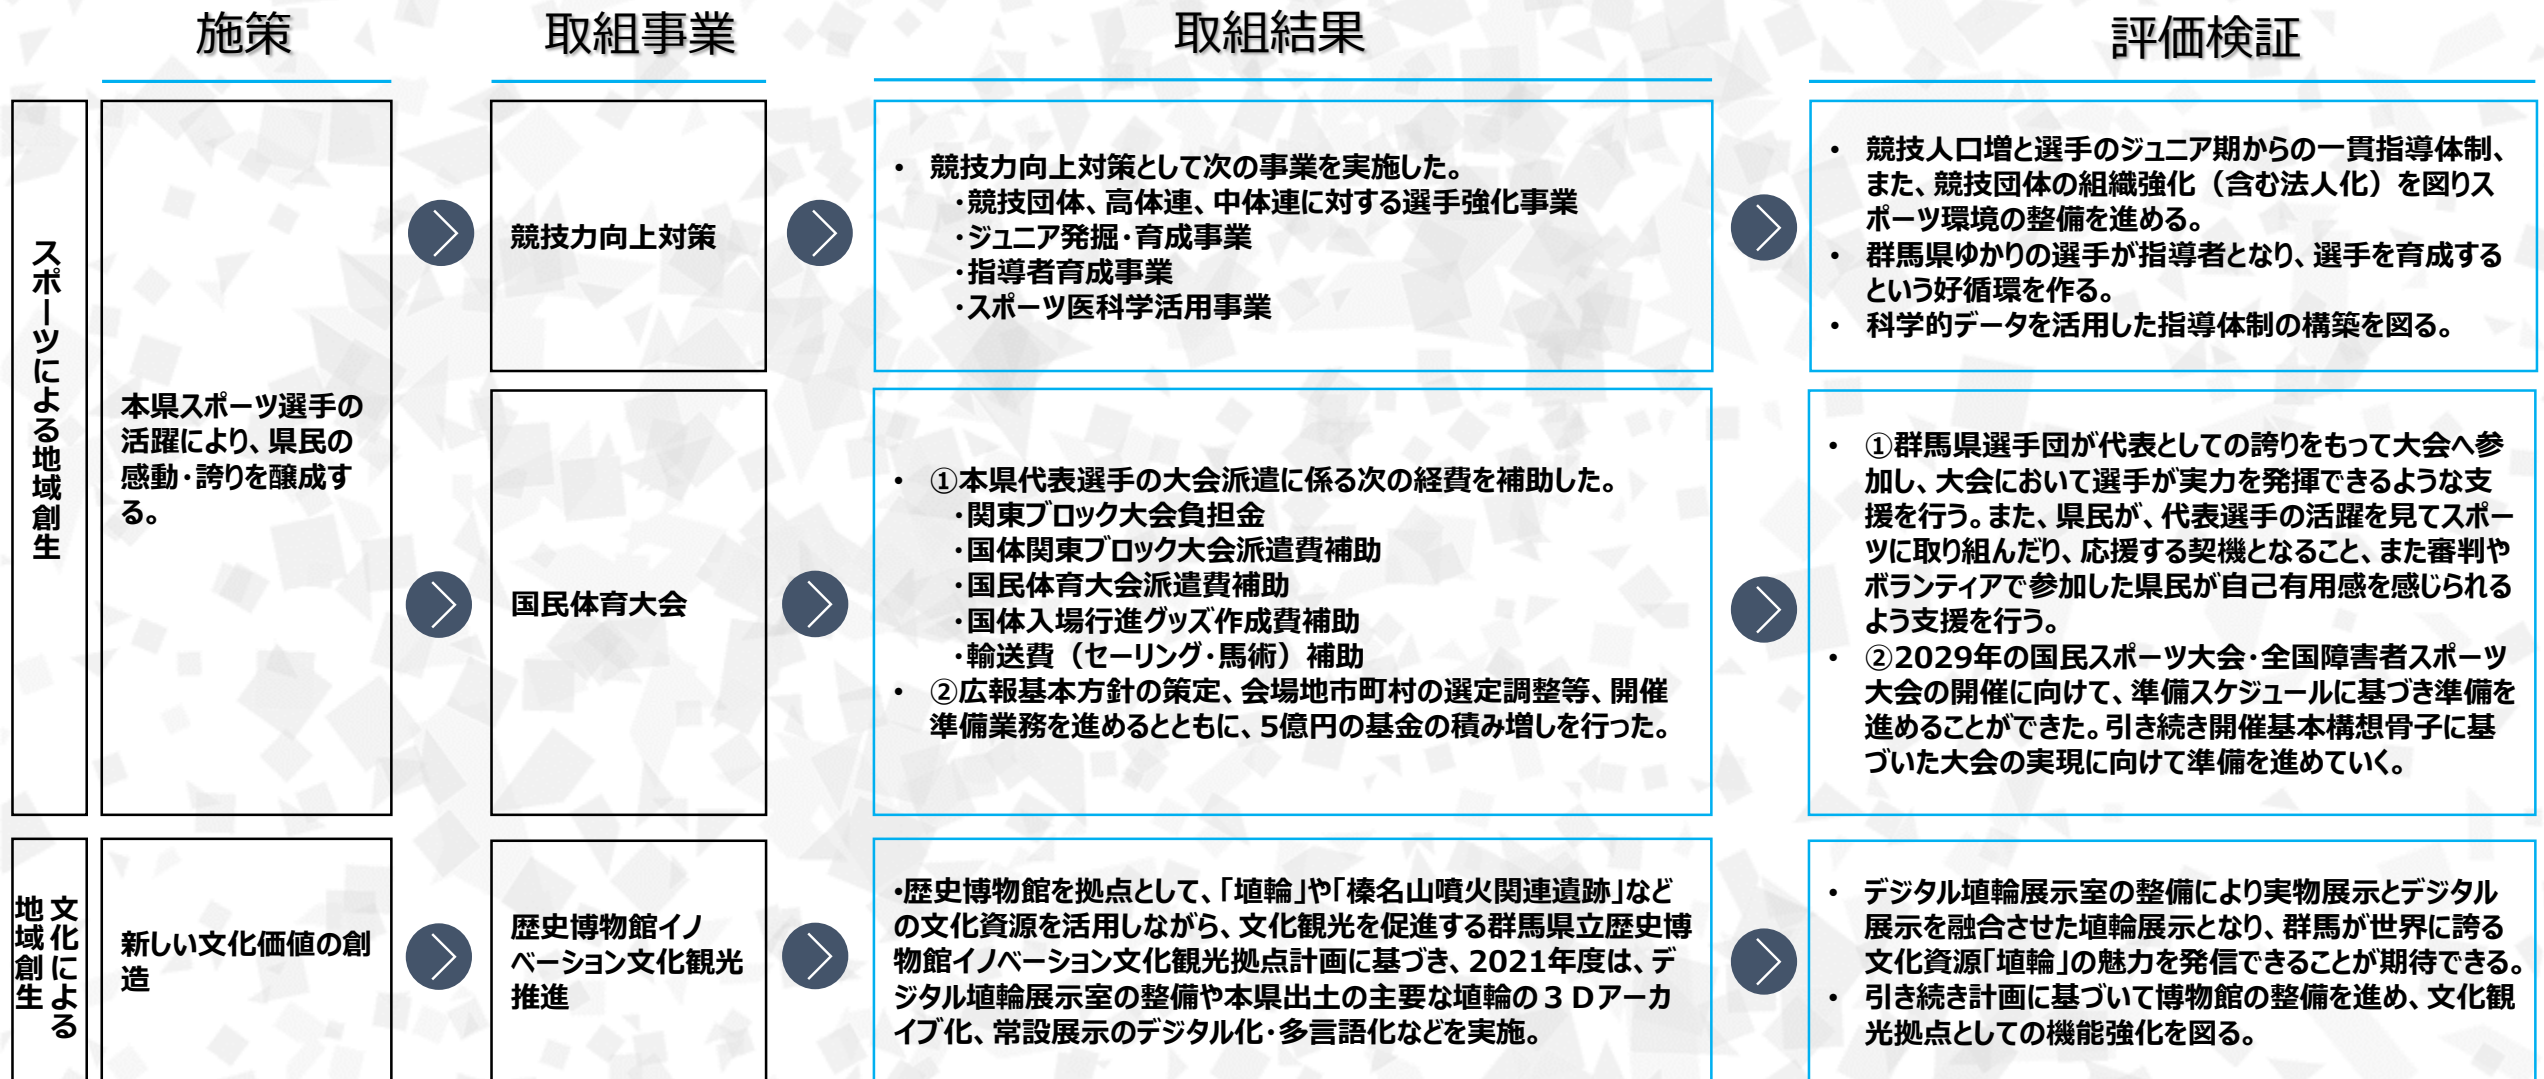 施策
取組事業
取組結果
評価検証
スポーツによる地域創生
本県スポーツ選手の
活躍により、県民の
感動・誇りを醸成す
る。
競技力向上対策
• 競技力向上対策として次の事業を実施した。
・競技団体、高体連、中体連に対する選手強化事業
・ジュニア発掘・育成事業
・指導者育成事業
・スポーツ医科学活用事業
• 競技人口増と選手のジュニア期からの一貫指導体制、
また、競技団体の組織強化（含む法人化）を図りス
ポーツ環境の整備を進める。
• 群馬県ゆかりの選手が指導者となり、選手を育成する
という好循環を作る。
• 科学的データを活用した指導体制の構築を図る。
国民体育大会
• ①本県代表選手の大会派遣に係る次の経費を補助した。
・関東ブロック大会負担金
・国体関東ブロック大会派遣費補助
・国民体育大会派遣費補助
・国体入場行進グッズ作成費補助
・輸送費（セーリング・馬術）補助
• ②広報基本方針の策定、会場地市町村の選定調整等、開催
準備業務を進めるとともに、5億円の基金の積み増しを行った。
• ①群馬県選手団が代表としての誇りをもって大会へ参
加し、大会において選手が実力を発揮できるような支
援を行う。また、県民が、代表選手の活躍を見てスポー
ツに取り組んだり、応援する契機となること、また審判や
ボランティアで参加した県民が自己有用感を感じられる
よう支援を行う。
• ②2029年の国民スポーツ大会・全国障害者スポーツ
大会の開催に向けて、準備スケジュールに基づき準備を
進めることができた。引き続き開催基本構想骨子に基
づいた大会の実現に向けて準備を進めていく。
文化による
地域創生
新しい文化価値の創
造
歴史博物館イノ
ベーション文化観光
推進
・歴史博物館を拠点として、「埴輪」や「榛名山噴火関連遺跡」など
の文化資源を活用しながら、文化観光を促進する群馬県立歴史博
物館イノベーション文化観光拠点計画に基づき、2021年度は、デ
ジタル埴輪展示室の整備や本県出土の主要な埴輪の３Ｄアーカ
イブ化、常設展示のデジタル化・多言語化などを実施。
• デジタル埴輪展示室の整備により実物展示とデジタル
展示を融合させた埴輪展示となり、群馬が世界に誇る
文化資源「埴輪」の魅力を発信できることが期待できる。
• 引き続き計画に基づいて博物館の整備を進め、文化観
光拠点としての機能強化を図る。